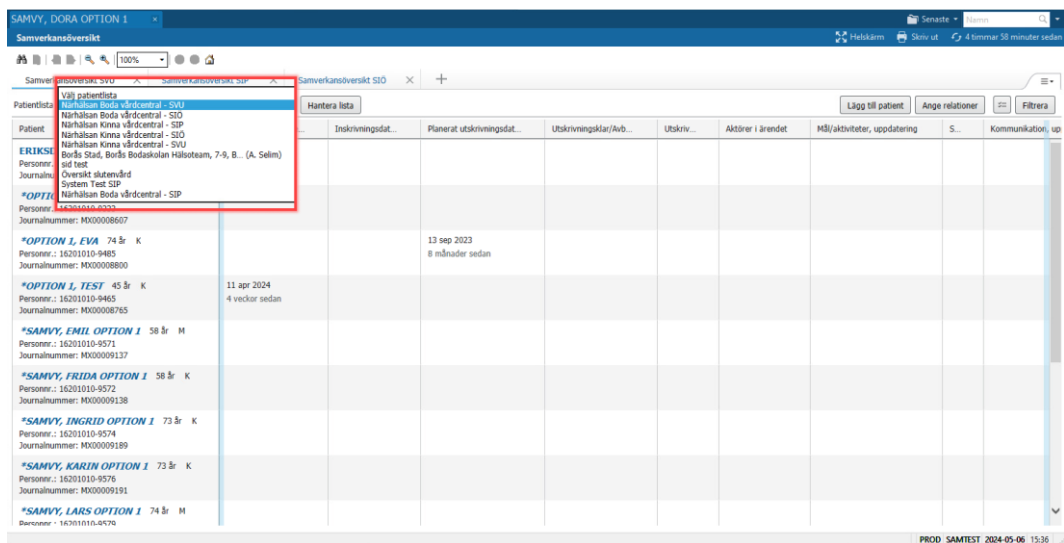 SAMVY, DORA OPTION 1 ×
Senaste Namn
Samverkansöversikt
Helskärm Skriv ut 4 timmar 58 minuter sedan
100%
Samverkansöversikt SVU Samverkansöversikt SIP Samverkansöversikt SIÖ × +
Patientlista
Välj patientlista
Närhälsan Boda vårdcentral - SVU
Närhälsan Boda vårdcentral - SIÖ
Närhälsan Kinna vårdcentral - SIP
Närhälsan Kinna vårdcentral - SIÖ
Närhälsan Kinna vårdcentral - SVU
Borås Stad, Borås Bodaskolan Hälsoteam, 7-9, B... (A. Selim)
sid test
Översikt slutenvård
System Test SIP
Närhälsan Boda vårdcentral - SIP
Hantera lista
Lägg till patient Ange relationer Filtrera
Patient Inskrivningsdat... Planerat utskrivningsdat... Utskrivningsklar/Avb... Utskriv... Aktörer i ärendet Mål/aktiviteter, uppdatering S... Kommunikation, up
Journalnummer: MX00008607
*OPTION 1, EVA 74 år K
Personnr.: 16201010-9485
Journalnummer: MX00008800
13 sep 2023
8 månader sedan
*OPTION 1, TEST 45 år K
Personnr.: 16201010-9465
Journalnummer: MX00008765
11 apr 2024
4 veckor sedan
*SAMVY, EMIL OPTION 1 58 år M
Personnr.: 16201010-9571
Journalnummer: MX00009137
*SAMVY, FRIDA OPTION 1 58 år K
Personnr.: 16201010-9572
Journalnummer: MX00009138
*SAMVY, INGRID OPTION 1 73 år K
Personnr.: 16201010-9574
Journalnummer: MX00009189
*SAMVY, KARIN OPTION 1 73 år K
Personnr.: 16201010-9576
Journalnummer: MX00009191
*SAMVY, LARS OPTION 1 74 år M
Personnr.: 16201010-9579
PROD SAMTEST 2024-05-06 15:36